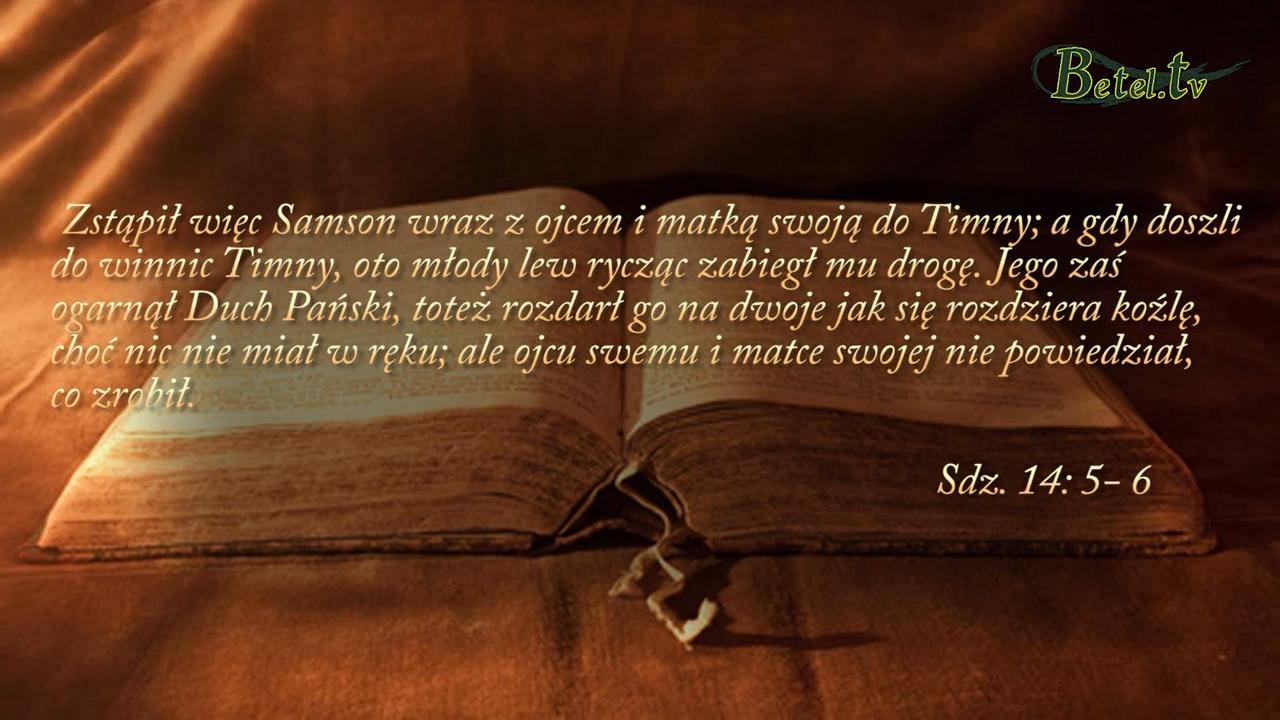 Betel.tv
Zstąpił więc Samson wraz z ojcem i matką swoją do Timny; a gdy doszli
do winnic Timny, oto młody lew rycząc zabiegł mu drogę. Jego zaś
ogarnął Duch Pański, toteż rozdarł go na dwoje jak się rozdziera koźlę,
choć nic nie miał w ręku; ale ojcu swemu i matce swojej nie powiedział,
co zrobił.
Sdz. 14: 5- 6